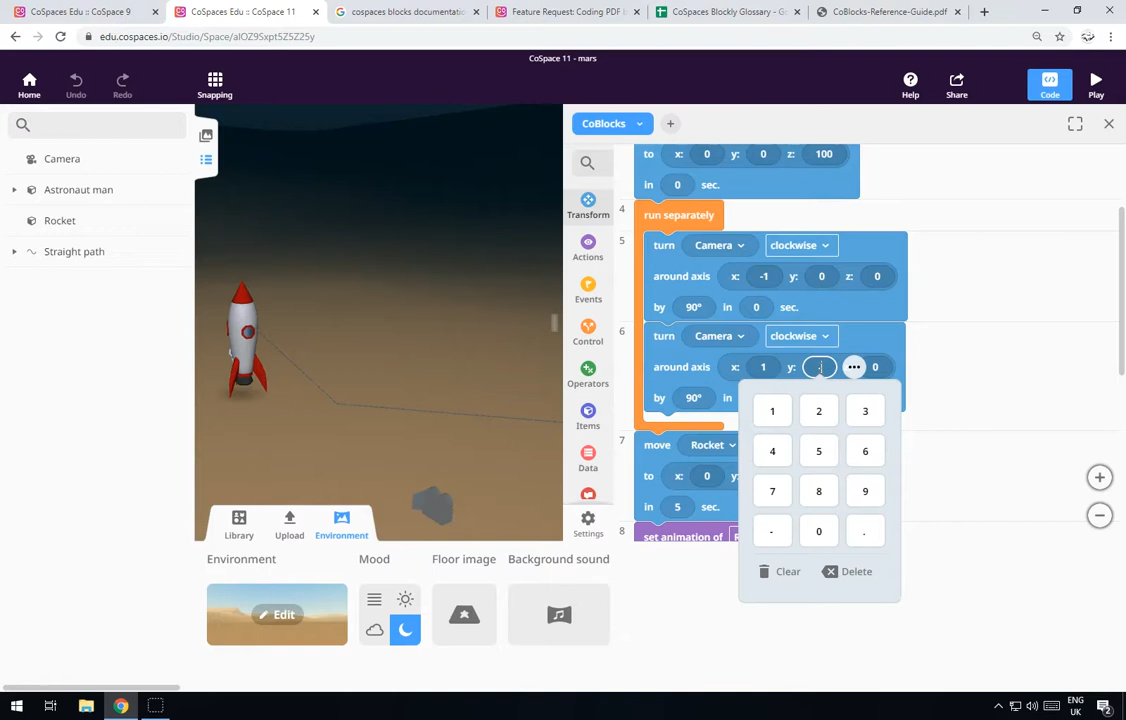 CoSpaces Edu :: CoSpace 9
CoSpaces Edu :: CoSpace 11
cospaces blocks documentatio
Feature Request: Coding PDF b
CoSpaces Blockly Glossary - G
CoBlocks-Reference-Guide.pdf
edu.cospaces.io/Studio/Space/alOZ9Sxpt5Z5Z25y
CoSpace 11 - mars
Home
Undo
Redo
Snapping
Help
Share
Code
Play
Camera
Astronaut man
Rocket
Straight path
CoBlocks
Transform
Actions
Events
Control
Operators
Items
Data
Settings
to x: 0 y: 0 z: 100
in 0 sec.
4 run separately
5 turn Camera clockwise
around axis x: -1 y: 0 z: 0
by 90° in 0 sec.
6 turn Camera clockwise
around axis x: 1 y: 0
by 90° in
7 move Rocket
to x: 0 y:
in 5 sec.
8 set animation of
1 2 3
4 5 6
7 8 9
- 0 .
Clear Delete
Library
Upload
Environment
Environment
Mood
Floor image
Background sound
Edit
ENG
UK
2